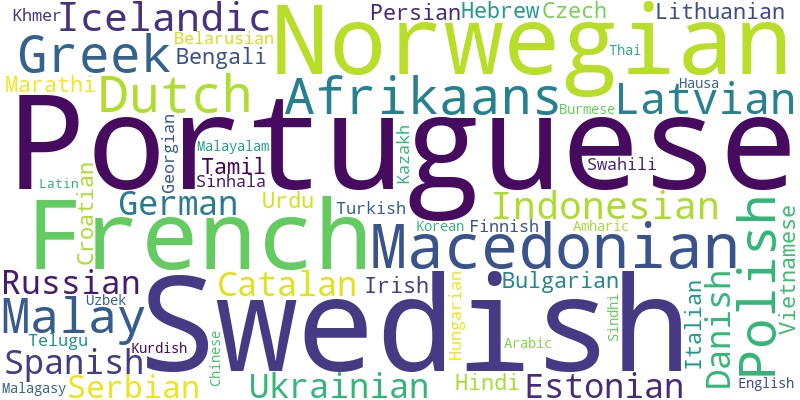 Khmer
Icelandic
Persian
Hebrew
Czech
Lithuanian
Norwegian
Greek
Belarusian
Bengali
Thai
Marathi
Dutch
Afrikaans
Hausa
Latvian
Burmese
Portuguese
Georgian
Malayalam
Kazakh
Tamil
Sinhala
Swahili
Latin
Croatian
German
Urdu
Turkish
Indonesian
French
Korean
Finnish
Amharic
Macedonian
Polish
Vietnamese
Russian
Catalan
Irish
Bulgarian
Malay
Uzbek
Swedish
Hungarian
Sindhi
Italian
Danish
Telugu
Kurdish
Chinese
Arabic
Spanish
Malagasy
Serbian
Ukrainian
Hindi
Estonian
English